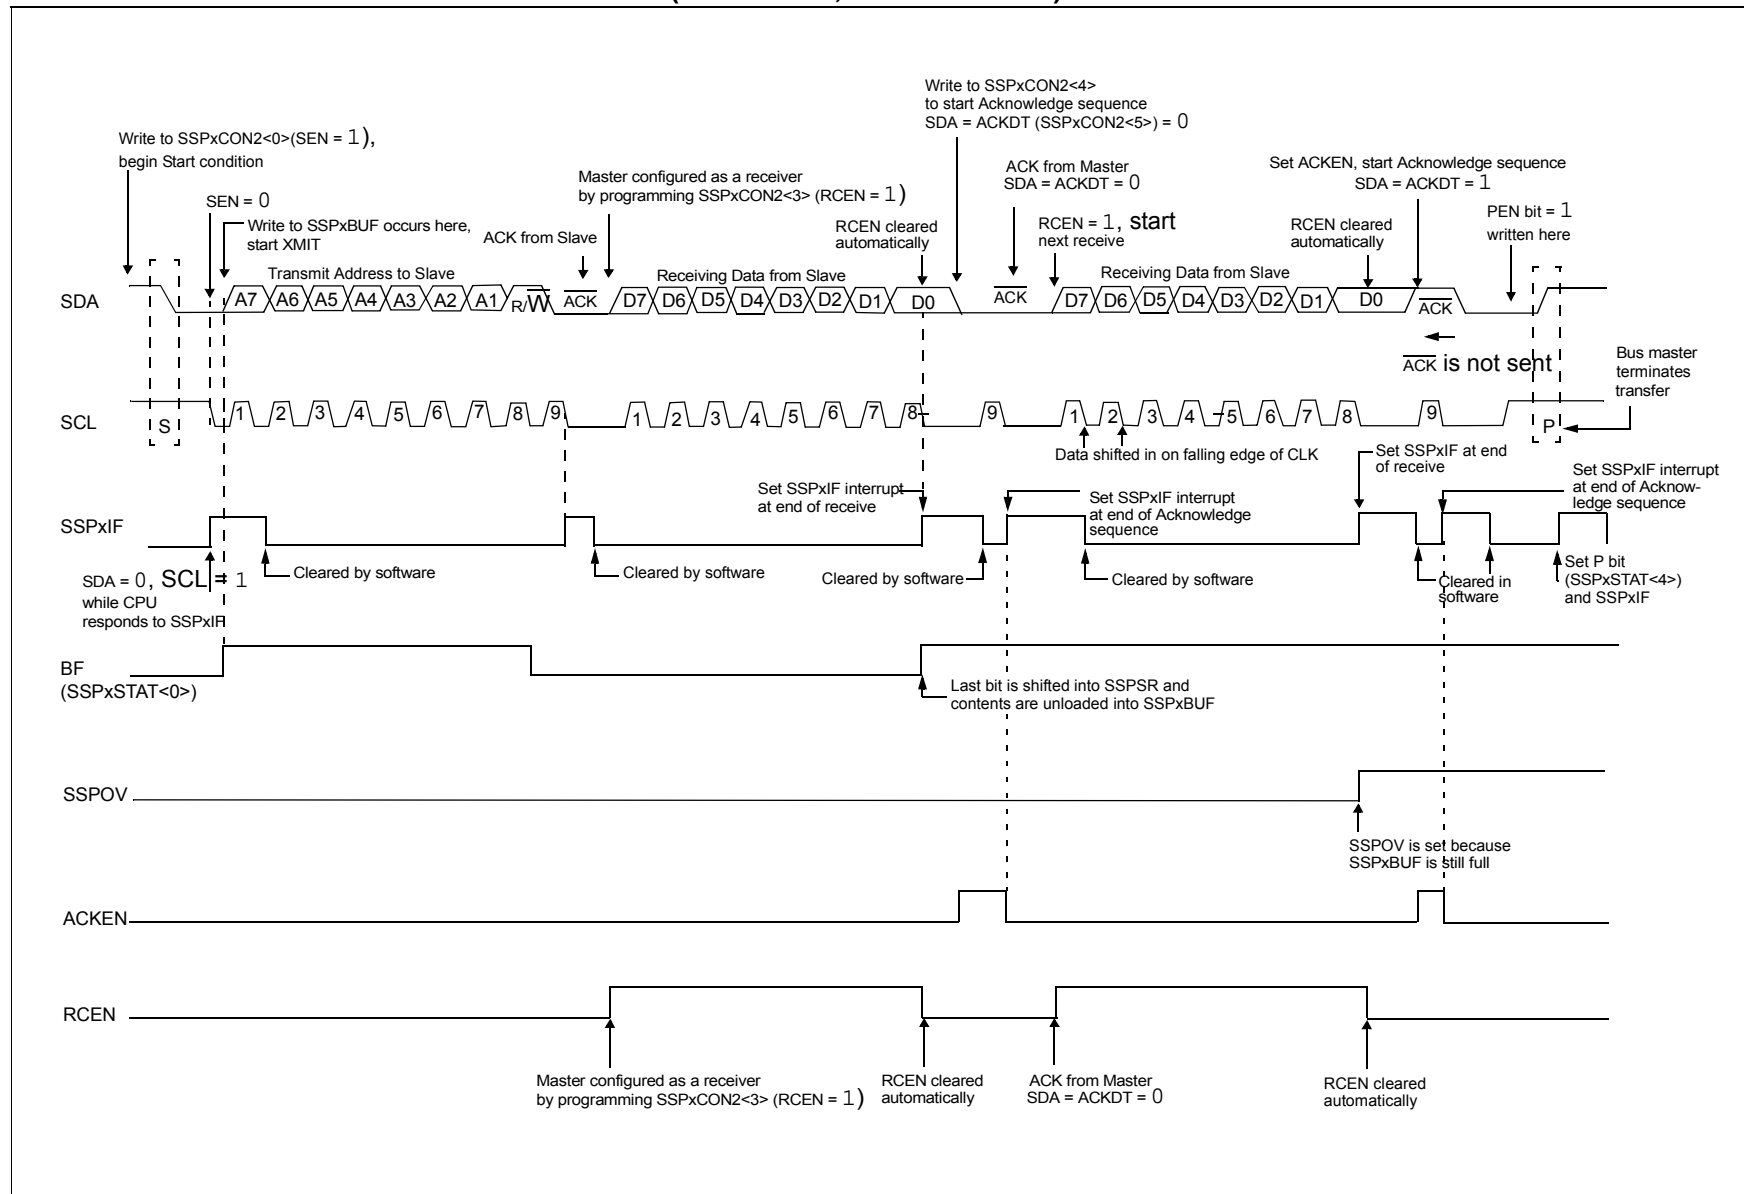 Write to SSPxCON2<4>
to start Acknowledge sequence
SDA = ACKDT (SSPxCON2<5>) = 0
Write to SSPxCON2<0>(SEN = 1),
begin Start condition
ACK from Master
SDA = ACKDT = 0
Set ACKEN, start Acknowledge sequence
SDA = ACKDT = 1
Master configured as a receiver
by programming SSPxCON2<3> (RCEN = 1)
SEN = 0
Write to SSPxBUF occurs here,
start XMIT
ACK from Slave
RCEN cleared
automatically
RCEN = 1, start
next receive
RCEN cleared
automatically
PEN bit = 1
written here
Transmit Address to Slave
Receiving Data from Slave
Receiving Data from Slave
SDA A7 A6 A5 A4 A3 A2 A1 R/W ACK D7 D6 D5 D4 D3 D2 D1 D0 ACK D7 D6 D5 D4 D3 D2 D1 D0 ACK
ACK is not sent
Bus master
terminates
transfer
SCL S 1 2 3 4 5 6 7 8 9 1 2 3 4 5 6 7 8 9 1 2 3 4 5 6 7 8 9 P
Data shifted in on falling edge of CLK
Set SSPxIF at end
of receive
Set SSPxIF interrupt
at end of receive
Set SSPxIF interrupt
at end of Acknowledge
sequence
Set SSPxIF interrupt
at end of Acknow-
ledge sequence
SSPxIF
SDA = 0, SCL = 1
while CPU
responds to SSPxIF
Cleared by software
Cleared by software
Cleared by software
Cleared by software
Cleared in
software
Set P bit
(SSPxSTAT<4>)
and SSPxIF
BF
(SSPxSTAT<0>)
Last bit is shifted into SSPSR and
contents are unloaded into SSPxBUF
SSPOV
SSPOV is set because
SSPxBUF is still full
ACKEN
RCEN
Master configured as a receiver
by programming SSPxCON2<3> (RCEN = 1)
RCEN cleared
automatically
ACK from Master
SDA = ACKDT = 0
RCEN cleared
automatically